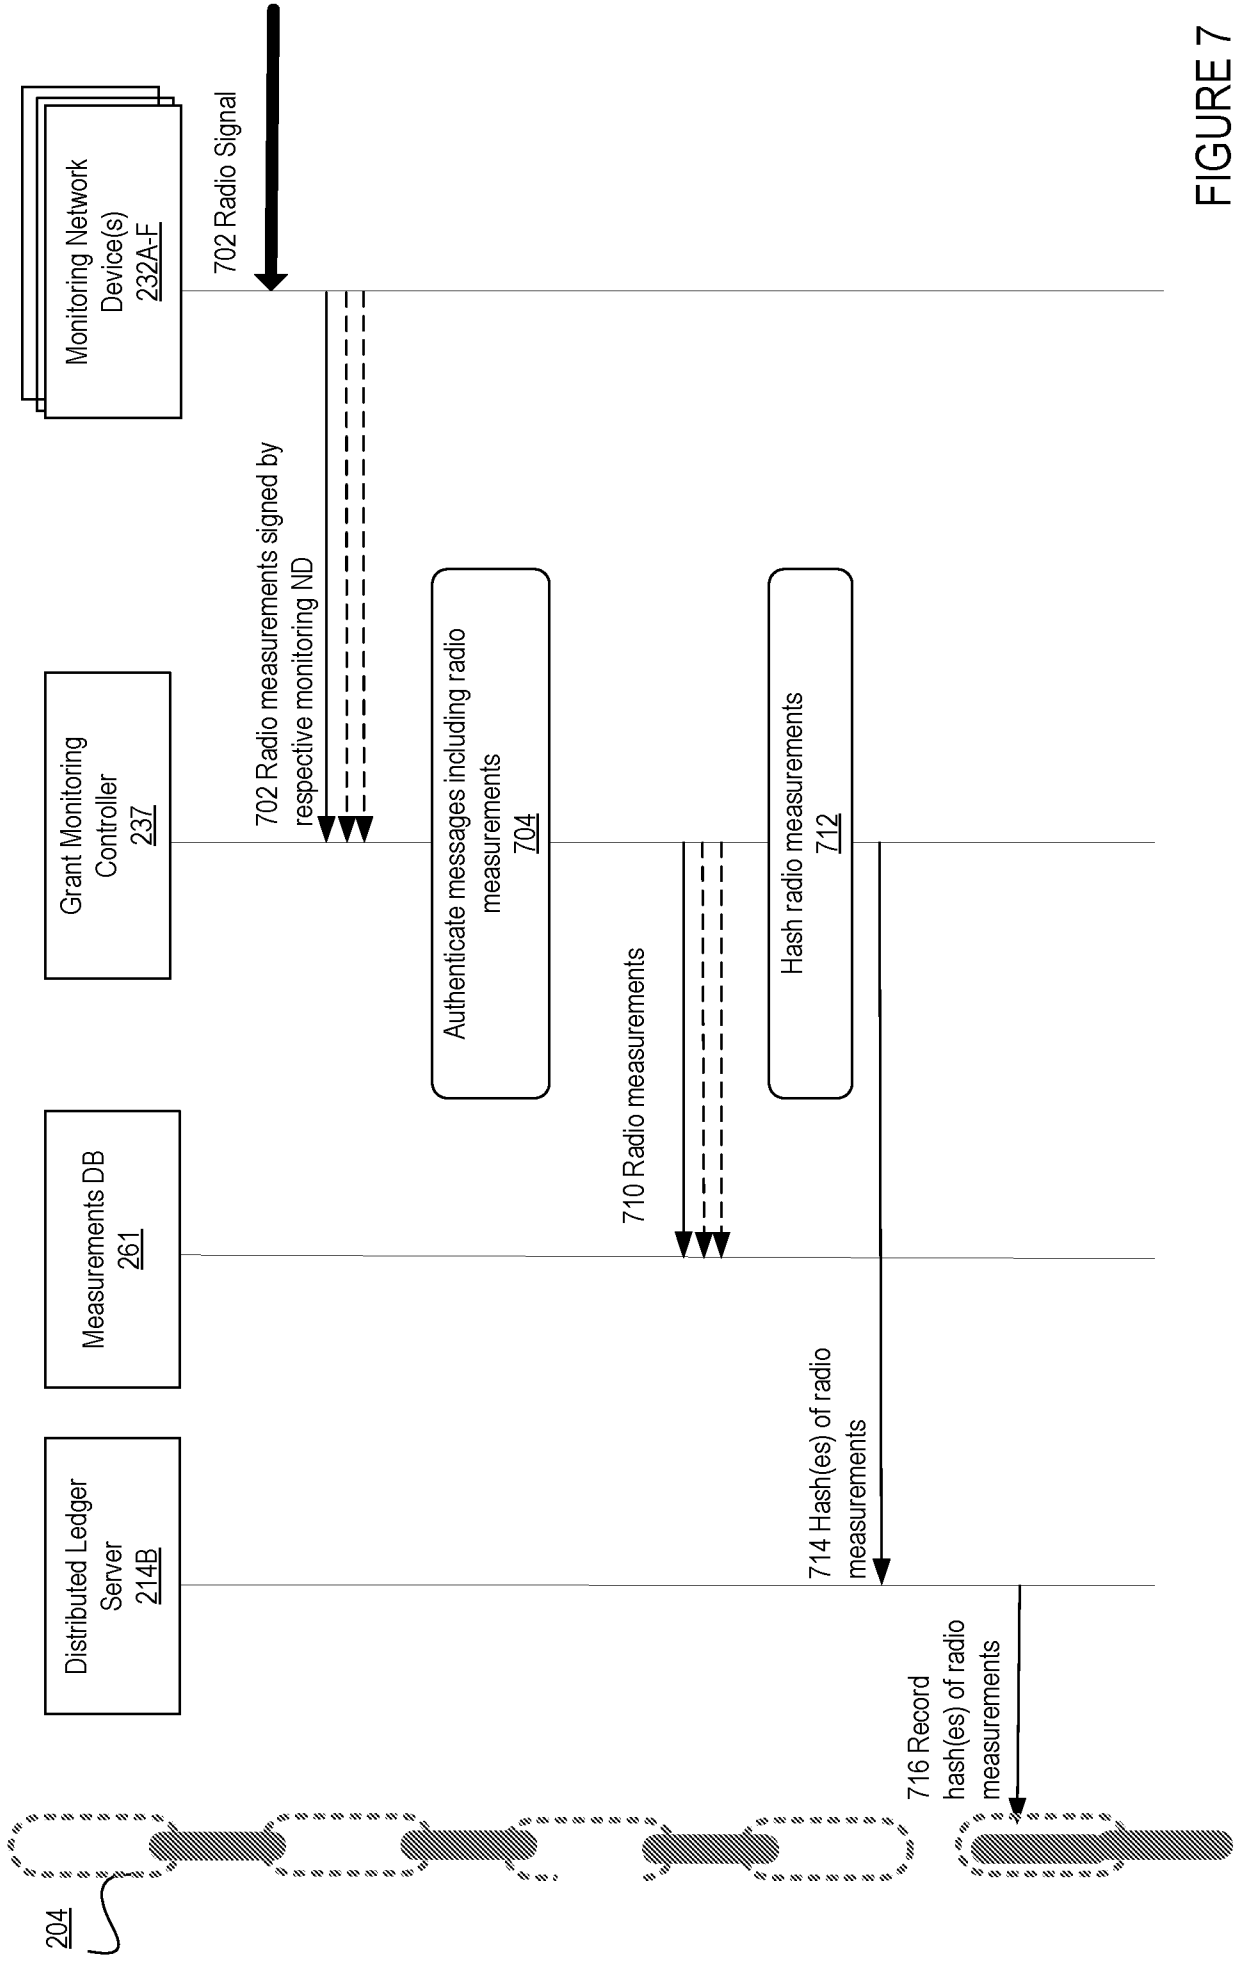 204
Distributed Ledger
Server
214B
Measurements DB
261
Grant Monitoring
Controller
237
Monitoring Network
Device(s)
232A-F
702 Radio Signal
702 Radio measurements signed by
respective monitoring ND
Authenticate messages including radio
measurements
704
710 Radio measurements
Hash radio measurements
712
714 Hash(es) of radio
measurements
716 Record
hash(es) of radio
measurements
FIGURE 7